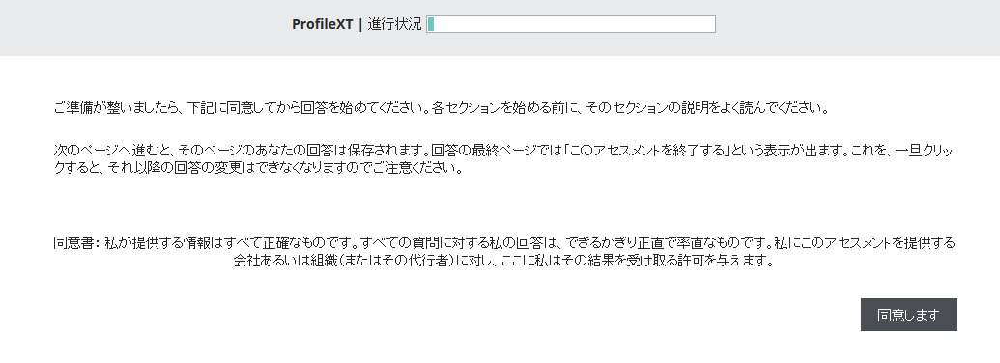 ProfileXT | 進行状況
ご準備が整いましたら、下記に同意してから回答を始めてください。各セクションを始める前に、そのセクションの説明をよく読んでください。
次のページへ進むと、そのページのあなたの回答は保存されます。回答の最終ページでは「このアセスメントを終了する」という表示が出ます。これを、一旦クリッ
クすると、それ以降の回答の変更はできなくなりますのでご注意ください。
同意書: 私が提供する情報はすべて正確なものです。すべての質問に対する私の回答は、できるかぎり正直で率直なものです。私にこのアセスメントを提供する
会社あるいは組織(またはその代行者)に対し、ここに私はその結果を受け取る許可を与えます。
同意します